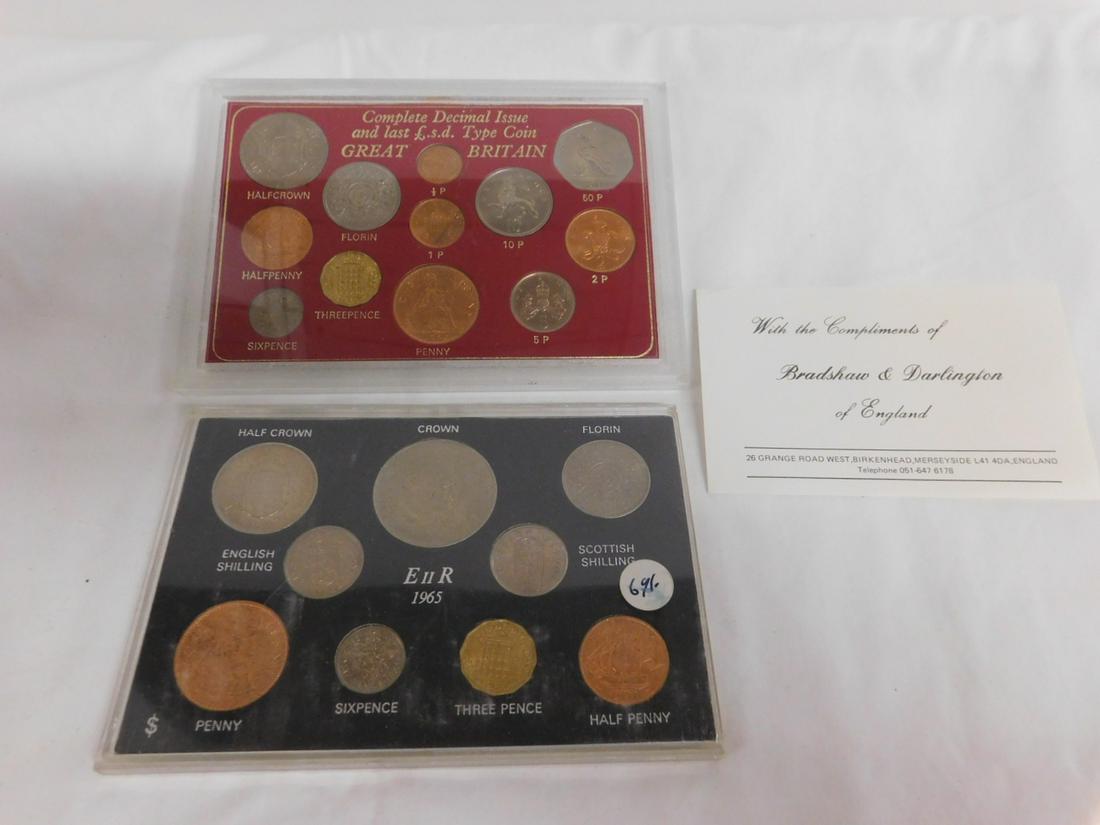 Complete Decimal Issue
and last £.s.d. Type Coin
GREAT BRITAIN
HALFCROWN
FLORIN
½ P
10 P
50 P
HALFPENNY
1 P
2 P
THREEPENCE
SIXPENCE
PENNY
5 P
With the Compliments of
Bradshaw & Darlington
of England
26 GRANGE ROAD WEST,BIRKENHEAD,MERSEYSIDE L41 4DA,ENGLAND
Telephone 051-647 6178
HALF CROWN
CROWN
FLORIN
ENGLISH
SHILLING
SCOTTISH
SHILLING
E II R
1965
PENNY
SIXPENCE
THREE PENCE
HALF PENNY
$